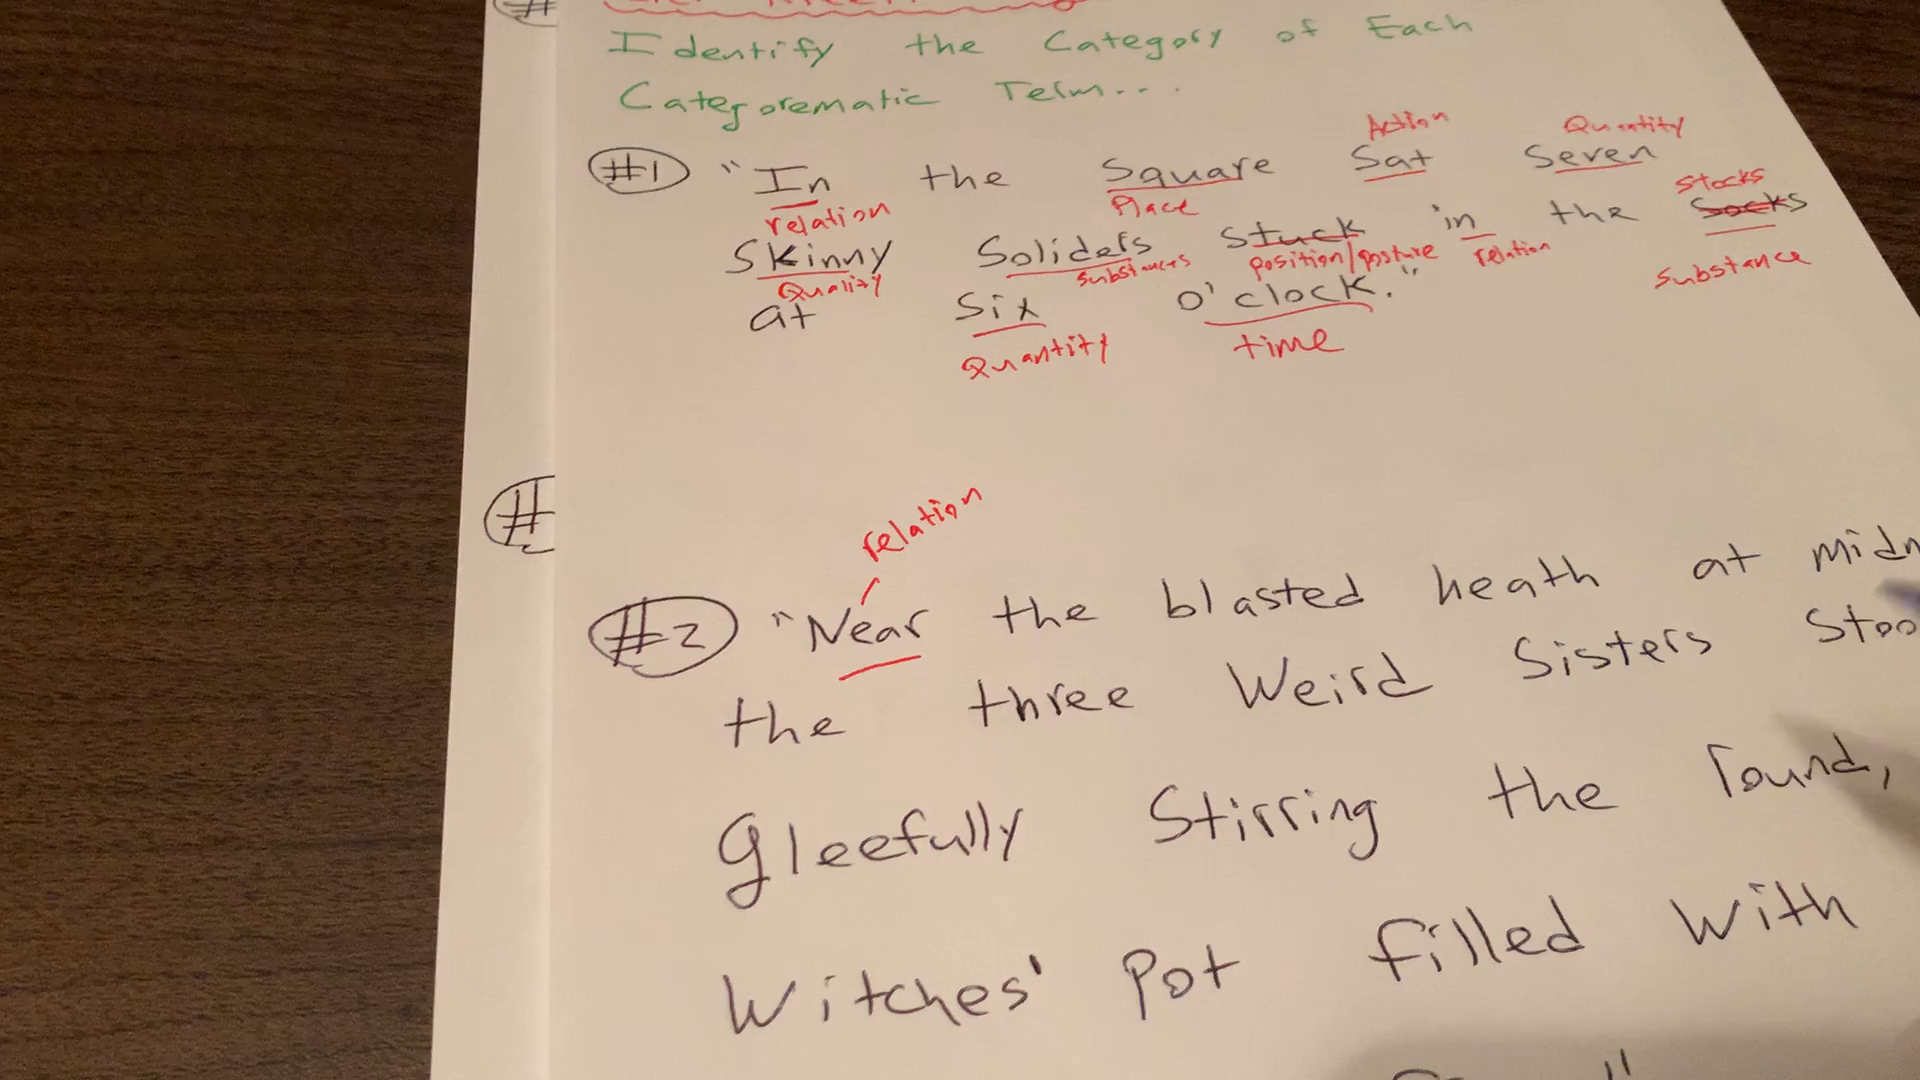 Identify the Category of Each
Categorematic Term...
Action Quantity
#1 "In the Square Sat Seven
relation Place Stocks
Skinny Soliders stuck in the Socks
Quality Substances position/posture relation Substance
at Six O'clock."
Quantity time
#
relation
#2 "Near the blasted heath at midn
the three Weird Sisters Stoo
gleefully Stirring the round,
Witches' Pot filled with